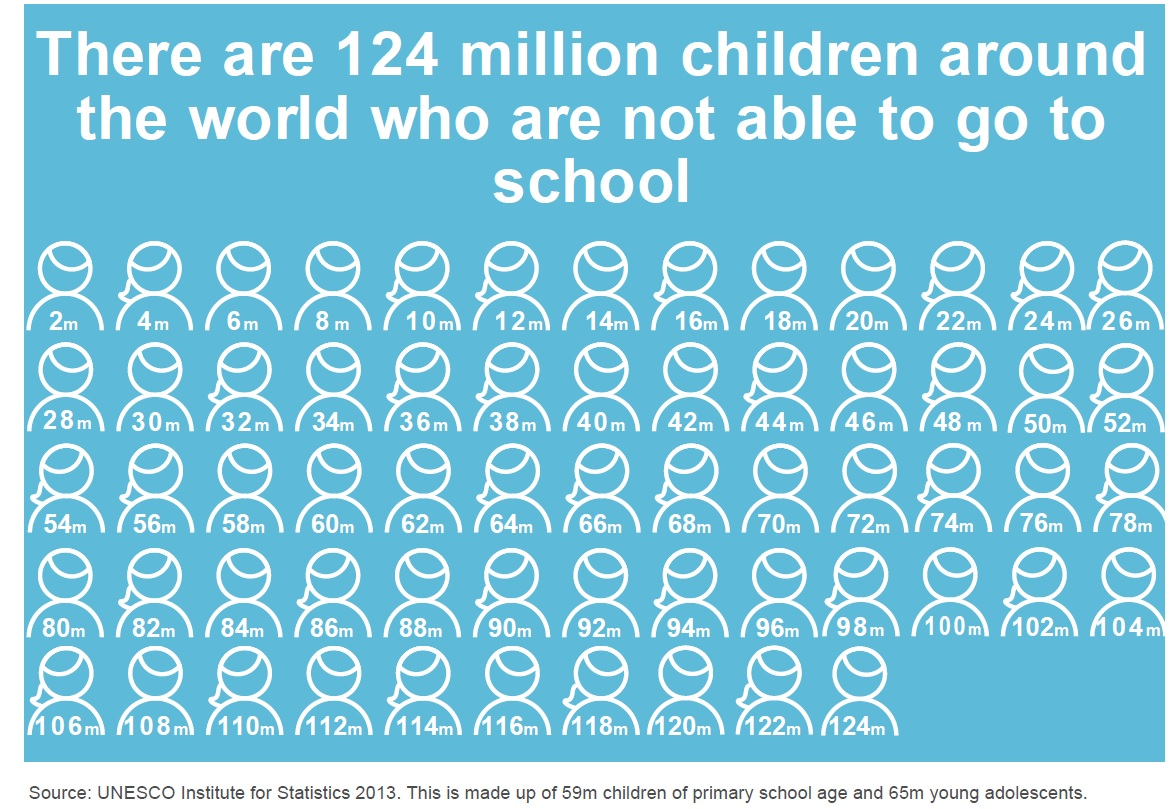 There are 124 million children around
the world who are not able to go to
school
2m 4m 6m 8m 10m 12m 14m 16m 18m 20m 22m 24m 26m
28m 30m 32m 34m 36m 38m 40m 42m 44m 46m 48m 50m 52m
54m 56m 58m 60m 62m 64m 66m 68m 70m 72m 74m 76m 78m
80m 82m 84m 86m 88m 90m 92m 94m 96m 98m 100m 102m 104m
106m 108m 110m 112m 114m 116m 118m 120m 122m 124m
Source: UNESCO Institute for Statistics 2013. This is made up of 59m children of primary school age and 65m young adolescents.